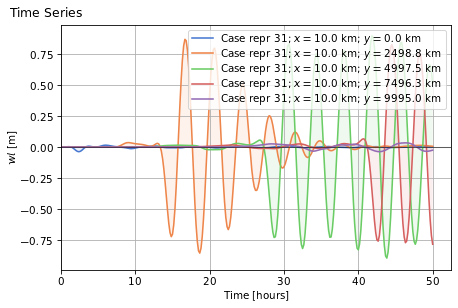 Time Series
Case repr 31; x = 10.0 km; y = 0.0 km
Case repr 31; x = 10.0 km; y = 2498.8 km
Case repr 31; x = 10.0 km; y = 4997.5 km
Case repr 31; x = 10.0 km; y = 7496.3 km
Case repr 31; x = 10.0 km; y = 9995.0 km
0.75
0.50
0.25
0.00
−0.25
−0.50
−0.75
wl [m]
0 10 20 30 40 50
Time [hours]